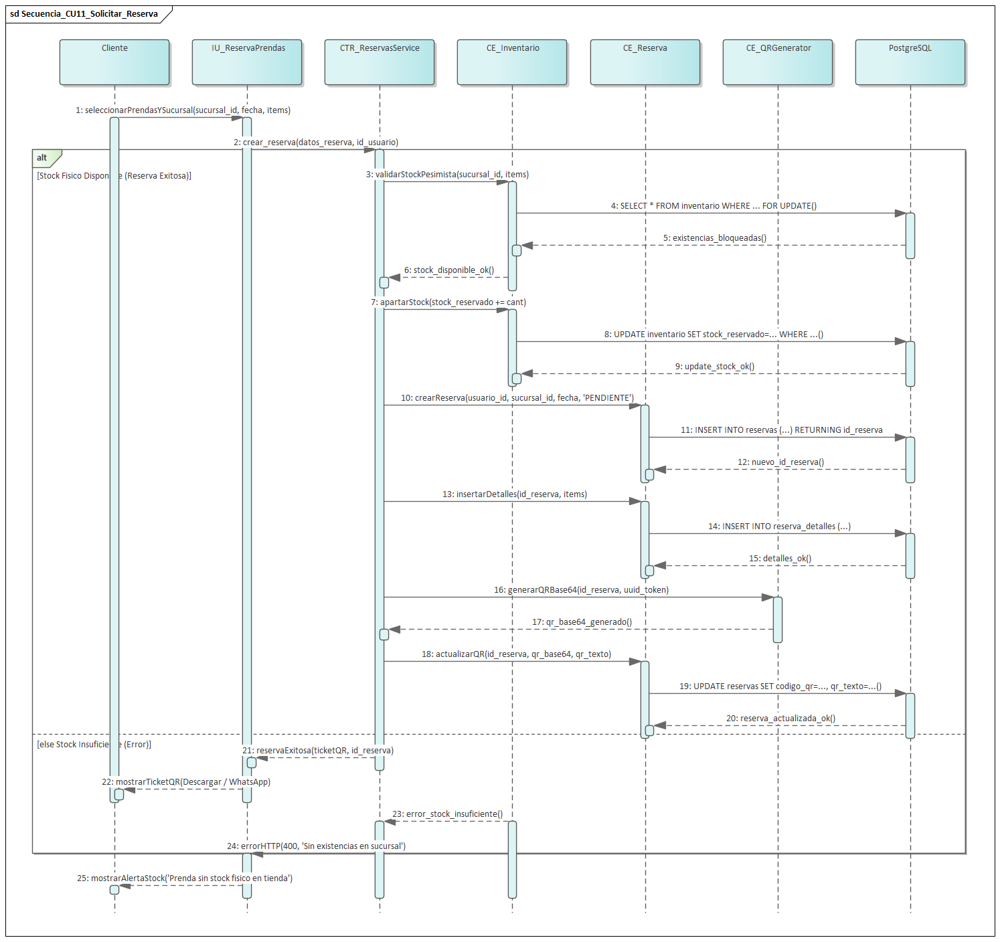 sd Secuencia_CU11_Solicitar_Reserva
Cliente
IU_ReservaPrendas
CTR_ReservasService
CE_Inventario
CE_Reserva
CE_QRGenerator
PostgreSQL
1: seleccionarPrendasYSucursal(sucursal_id, fecha, items)
2: crear_reserva(datos_reserva, id_usuario)
alt
[Stock Fisico Dispon e (Reserva Exitosa)]
3: validarStockPesimista(sucursal_id, items)
4: SELECT * FROM inventario WHERE ... FOR UPDATE()
5: existencias_bloqueadas()
6: stock_disponible_ok()
7: apartarStock(stock_reservado += cant)
8: UPDATE inventario SET stock_reservado=... WHERE ...()
9: update_stock_ok()
10: crearReserva(usuario_id, sucursal_id, fecha, 'PENDIENTE')
11: INSERT INTO reservas (...) RETURNING id_reserva
12: nuevo_id_reserva()
13: insertarDetalles(id_reserva, items)
14: INSERT INTO reserva_detalles (...)
15: detalles_ok()
16: generarQRBase64(id_reserva, uuid_token)
17: qr_base64_generado()
18: actualizarQR(id_reserva, qr_base64, qr_texto)
19: UPDATE reservas SET codigo_qr=..., qr_texto=...()
20: reserva_actualizada_ok()
[else Stock Insuficie e (Error)]
21: reservaExitosa(ticketQR, id_reserva)
22: mostrarTicketQR(Descargar / WhatsApp)
23: error_stock_insuficiente()
24: errorHTTP(400, 'Sin existencias en sucursal')
25: mostrarAlertaStock('Prenda sin stock fisico en tienda')